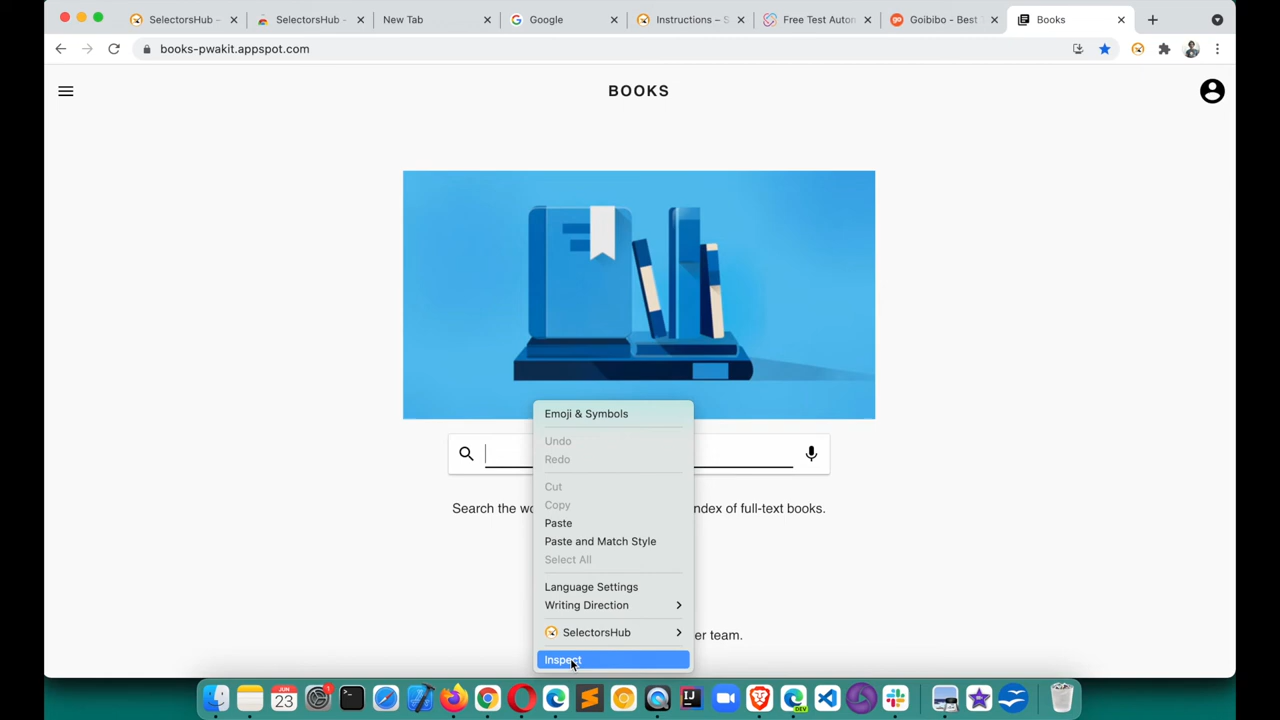 SelectorsHub -
SelectorsHub -
New Tab
Google
Instructions – S
Free Test Autom
Goibibo - Best
Books
books-pwakit.appspot.com
BOOKS
Emoji & Symbols
Undo
Redo
Cut
Copy
Paste
Paste and Match Style
Select All
Language Settings
Writing Direction
SelectorsHub
Inspect
Search the wo
ndex of full-text books.
er team.
JUN
23
1
DEV